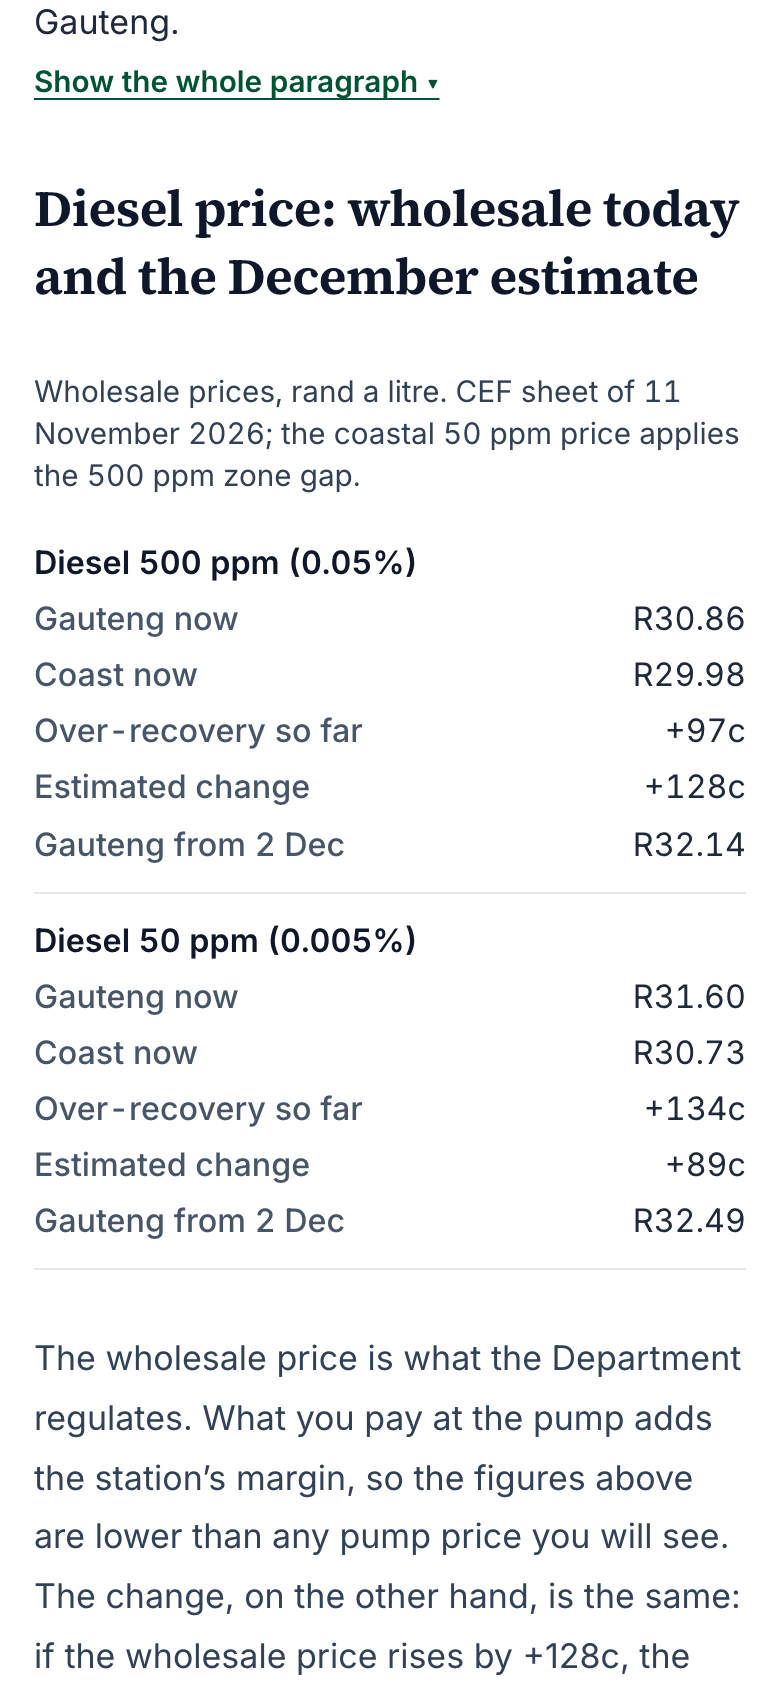 Gauteng.
Show the whole paragraph ▾
Diesel price: wholesale today
and the December estimate
Wholesale prices, rand a litre. CEF sheet of 11
November 2026; the coastal 50 ppm price applies
the 500 ppm zone gap.
Diesel 500 ppm (0.05%)
Gauteng now R30.86
Coast now R29.98
Over-recovery so far +97c
Estimated change +128c
Gauteng from 2 Dec R32.14
Diesel 50 ppm (0.005%)
Gauteng now R31.60
Coast now R30.73
Over-recovery so far +134c
Estimated change +89c
Gauteng from 2 Dec R32.49
The wholesale price is what the Department
regulates. What you pay at the pump adds
the station’s margin, so the figures above
are lower than any pump price you will see.
The change, on the other hand, is the same:
if the wholesale price rises by +128c, the